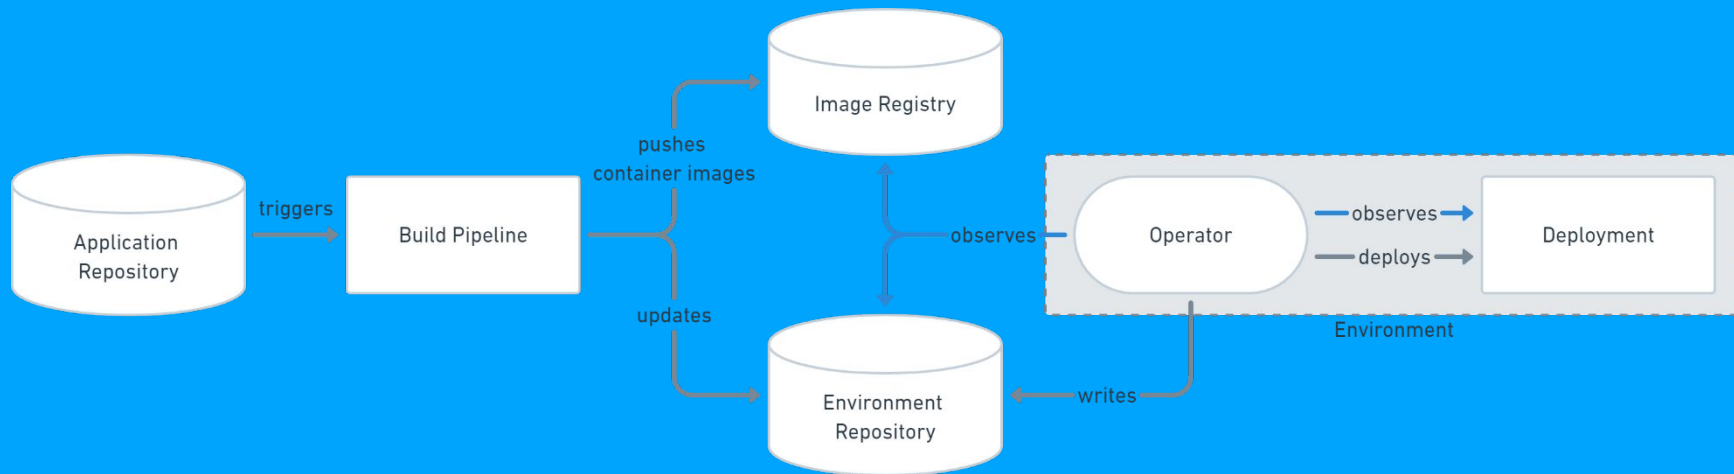 Application
Repository
triggers
Build Pipeline
pushes
container images
updates
Image Registry
Environment
Repository
observes
writes
Operator
observes
deploys
Deployment
Environment